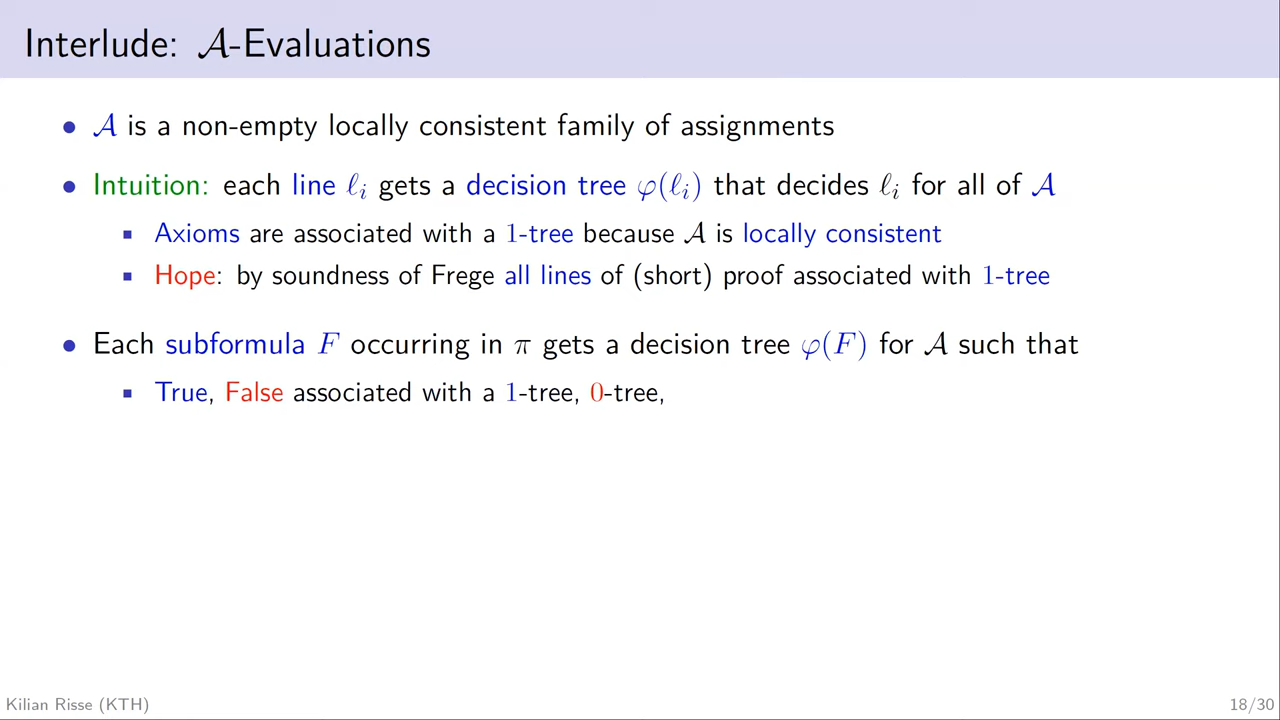 Interlude: 𝒜-Evaluations
• 𝒜 is a non-empty locally consistent family of assignments
• Intuition: each line ℓᵢ gets a decision tree φ(ℓᵢ) that decides ℓᵢ for all of 𝒜
▪ Axioms are associated with a 1-tree because 𝒜 is locally consistent
▪ Hope: by soundness of Frege all lines of (short) proof associated with 1-tree
• Each subformula F occurring in π gets a decision tree φ(F) for 𝒜 such that
▪ True, False associated with a 1-tree, 0-tree,
Kilian Risse (KTH)
18/30